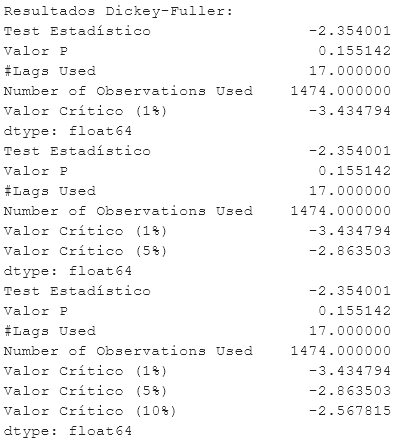 Resultados Dickey-Fuller:
Test Estadístico -2.354001
Valor P 0.155142
#Lags Used 17.000000
Number of Observations Used 1474.000000
Valor Crítico (1%) -3.434794
dtype: float64
Test Estadístico -2.354001
Valor P 0.155142
#Lags Used 17.000000
Number of Observations Used 1474.000000
Valor Crítico (1%) -3.434794
Valor Crítico (5%) -2.863503
dtype: float64
Test Estadístico -2.354001
Valor P 0.155142
#Lags Used 17.000000
Number of Observations Used 1474.000000
Valor Crítico (1%) -3.434794
Valor Crítico (5%) -2.863503
Valor Crítico (10%) -2.567815
dtype: float64